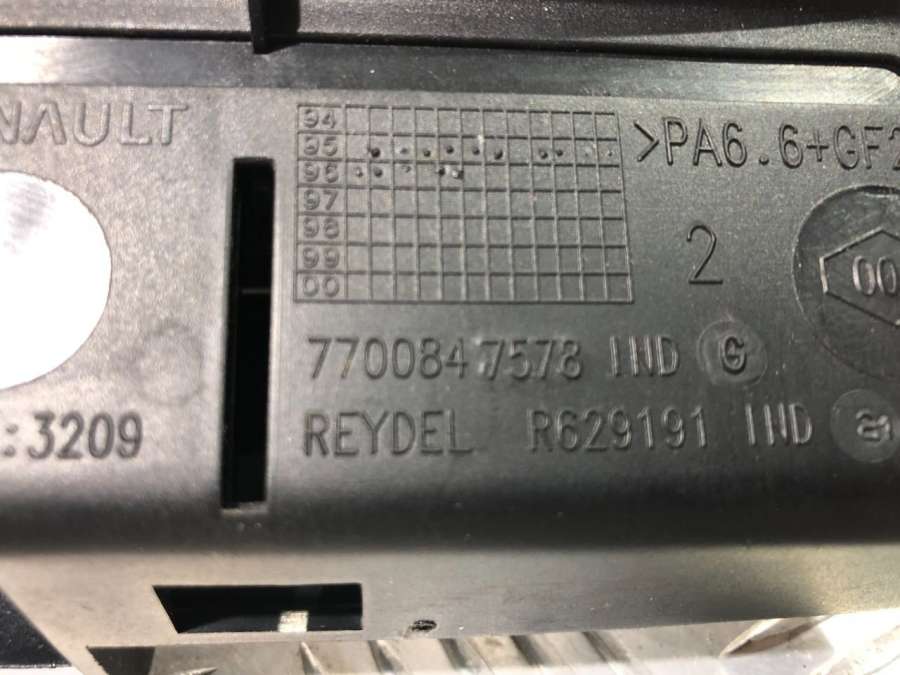 NAULT
94
95
96
97
98
99
00
>PA6.6+GF2
2
00
7700847578 IND G
:3209
REYDEL R629191 IND